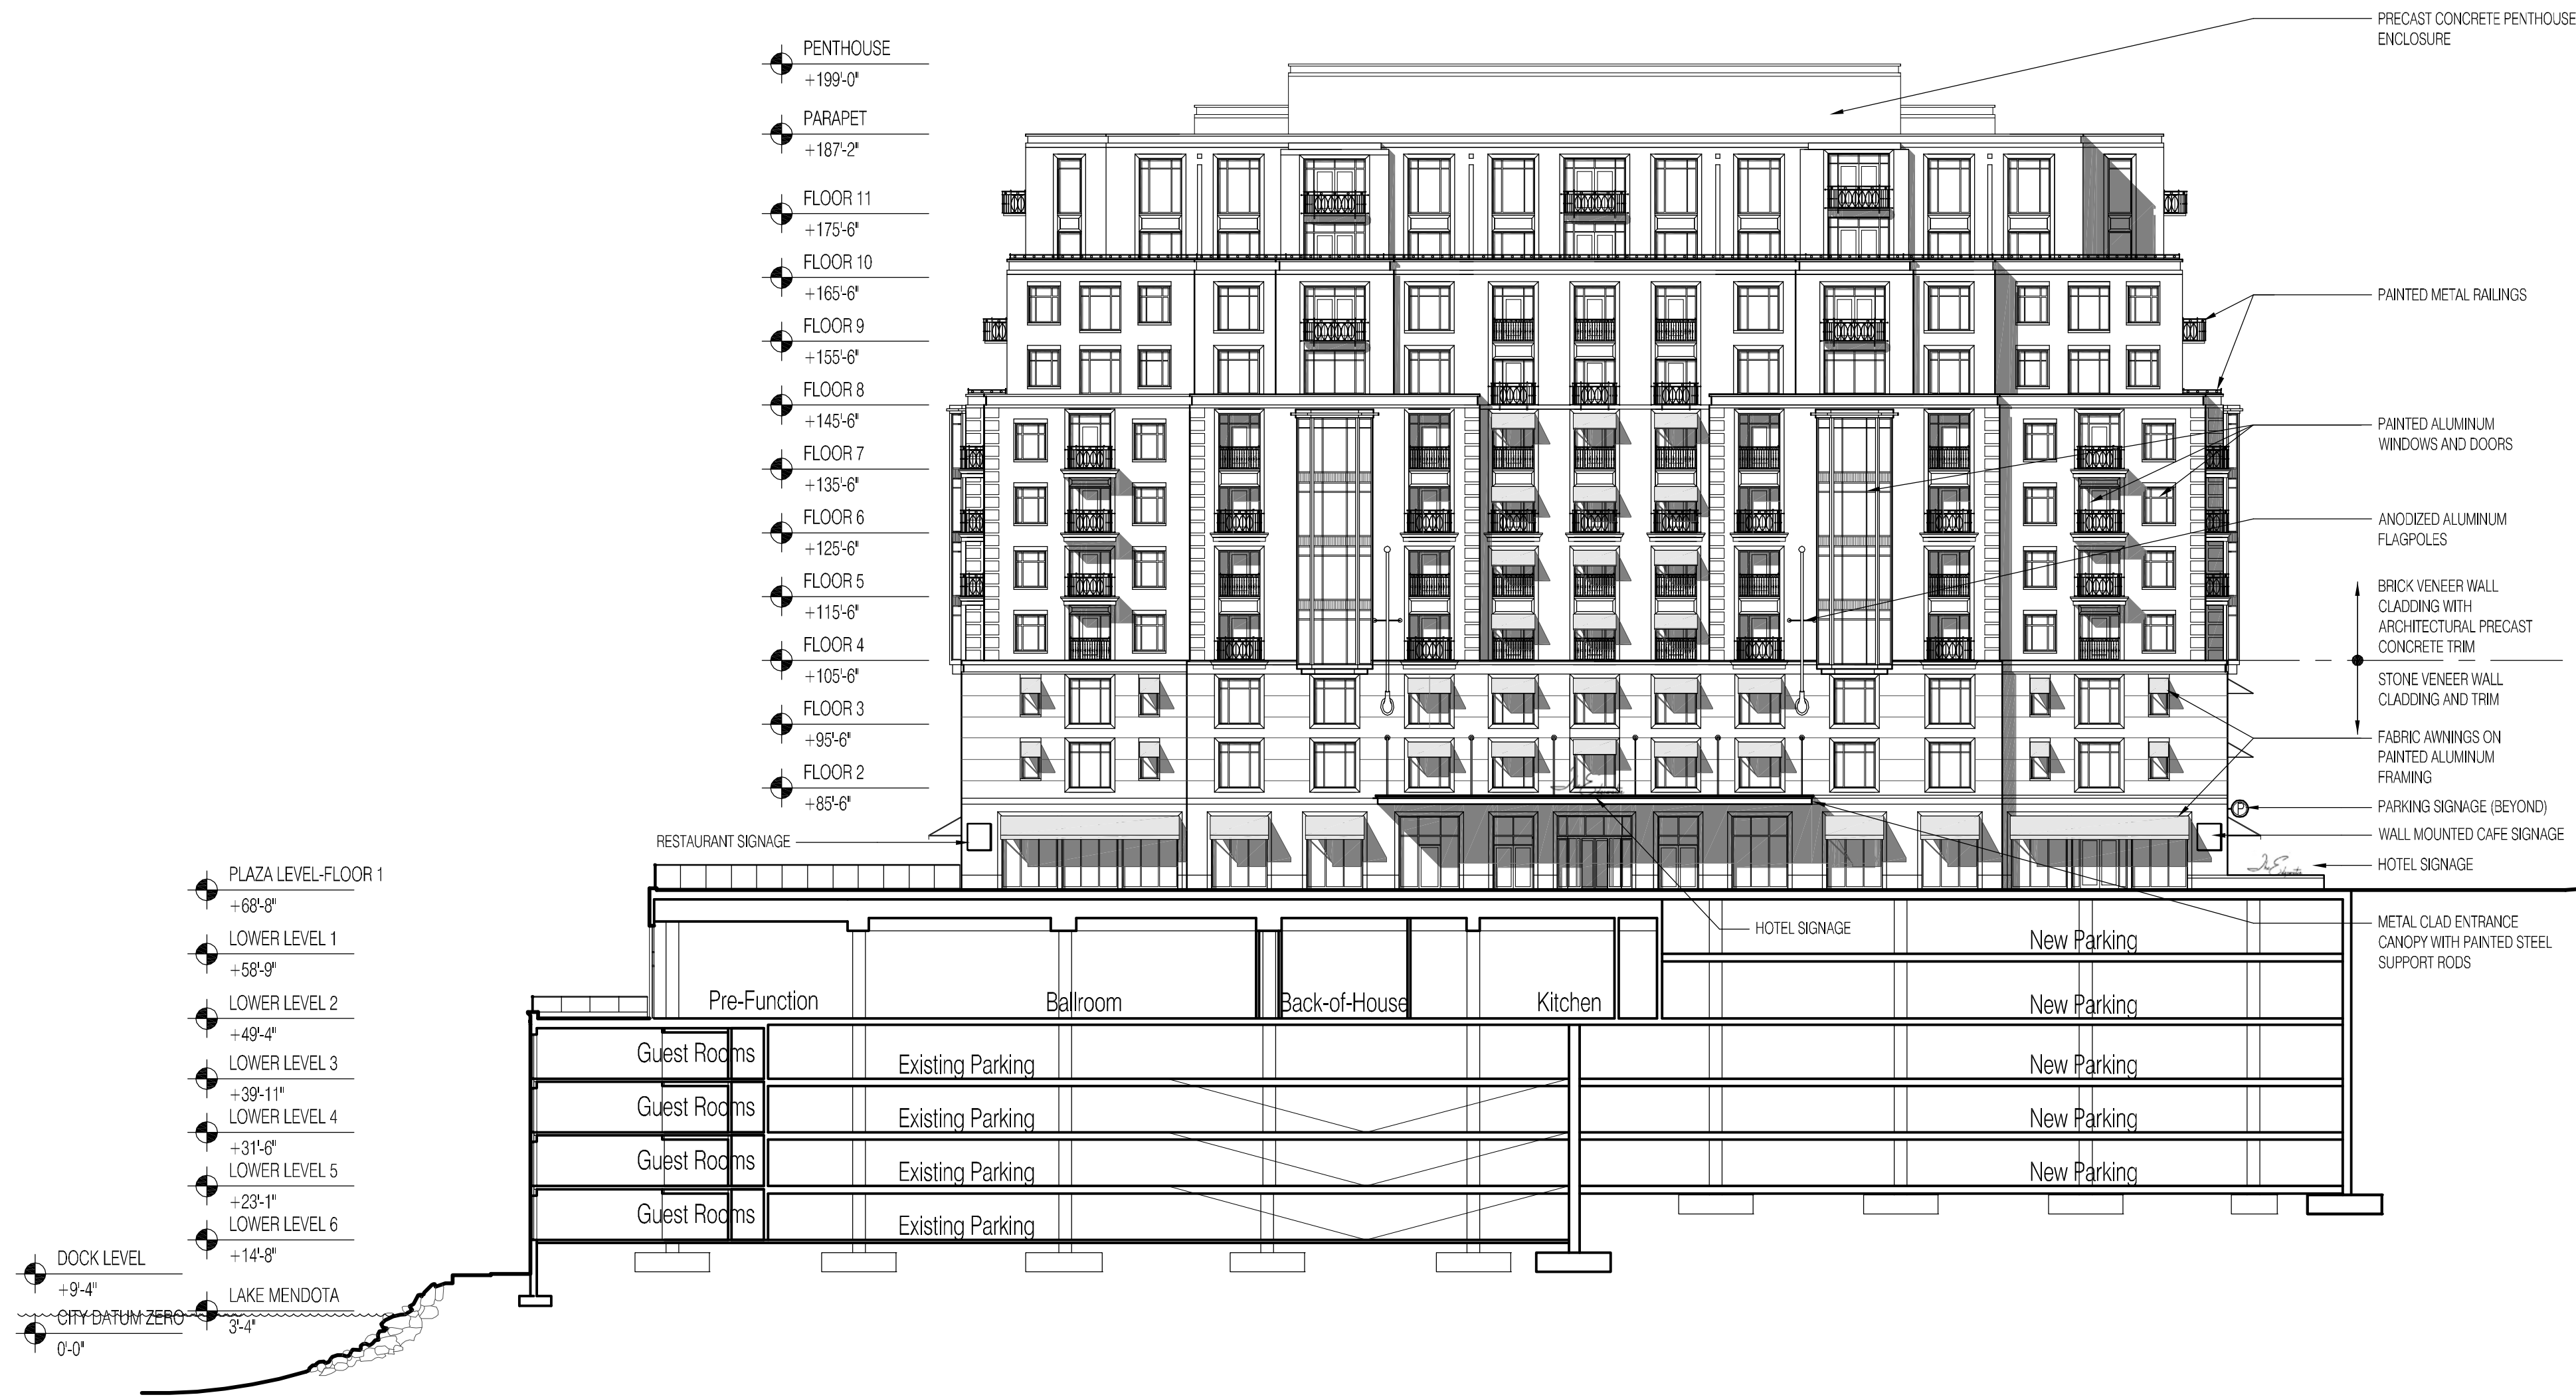 PENTHOUSE
+199'-0"
PARAPET
+187'-2"
FLOOR 11
+175'-6"
FLOOR 10
+165'-6"
FLOOR 9
+155'-6"
FLOOR 8
+145'-6"
FLOOR 7
+135'-6"
FLOOR 6
+125'-6"
FLOOR 5
+115'-6"
FLOOR 4
+105'-6"
FLOOR 3
+95'-6"
FLOOR 2
+85'-6"
RESTAURANT SIGNAGE
PLAZA LEVEL-FLOOR 1
+68'-8"
LOWER LEVEL 1
+58'-9"
LOWER LEVEL 2
+49'-4"
LOWER LEVEL 3
+39'-11"
LOWER LEVEL 4
+31'-6"
LOWER LEVEL 5
+23'-1"
LOWER LEVEL 6
+14'-8"
DOCK LEVEL
+9'-4"
LAKE MENDOTA
3'-4"
CITY DATUM ZERO
0'-0"
PRECAST CONCRETE PENTHOUSE
ENCLOSURE
PAINTED METAL RAILINGS
PAINTED ALUMINUM
WINDOWS AND DOORS
ANODIZED ALUMINUM
FLAGPOLES
BRICK VENEER WALL
CLADDING WITH
ARCHITECTURAL PRECAST
CONCRETE TRIM
STONE VENEER WALL
CLADDING AND TRIM
FABRIC AWNINGS ON
PAINTED ALUMINUM
FRAMING
P
PARKING SIGNAGE (BEYOND)
WALL MOUNTED CAFE SIGNAGE
HOTEL SIGNAGE
METAL CLAD ENTRANCE
CANOPY WITH PAINTED STEEL
SUPPORT RODS
HOTEL SIGNAGE
Pre-Function
Ballroom
Back-of-House
Kitchen
New Parking
New Parking
Guest Rooms
Existing Parking
New Parking
Guest Rooms
Existing Parking
New Parking
Guest Rooms
Existing Parking
New Parking
Guest Rooms
Existing Parking